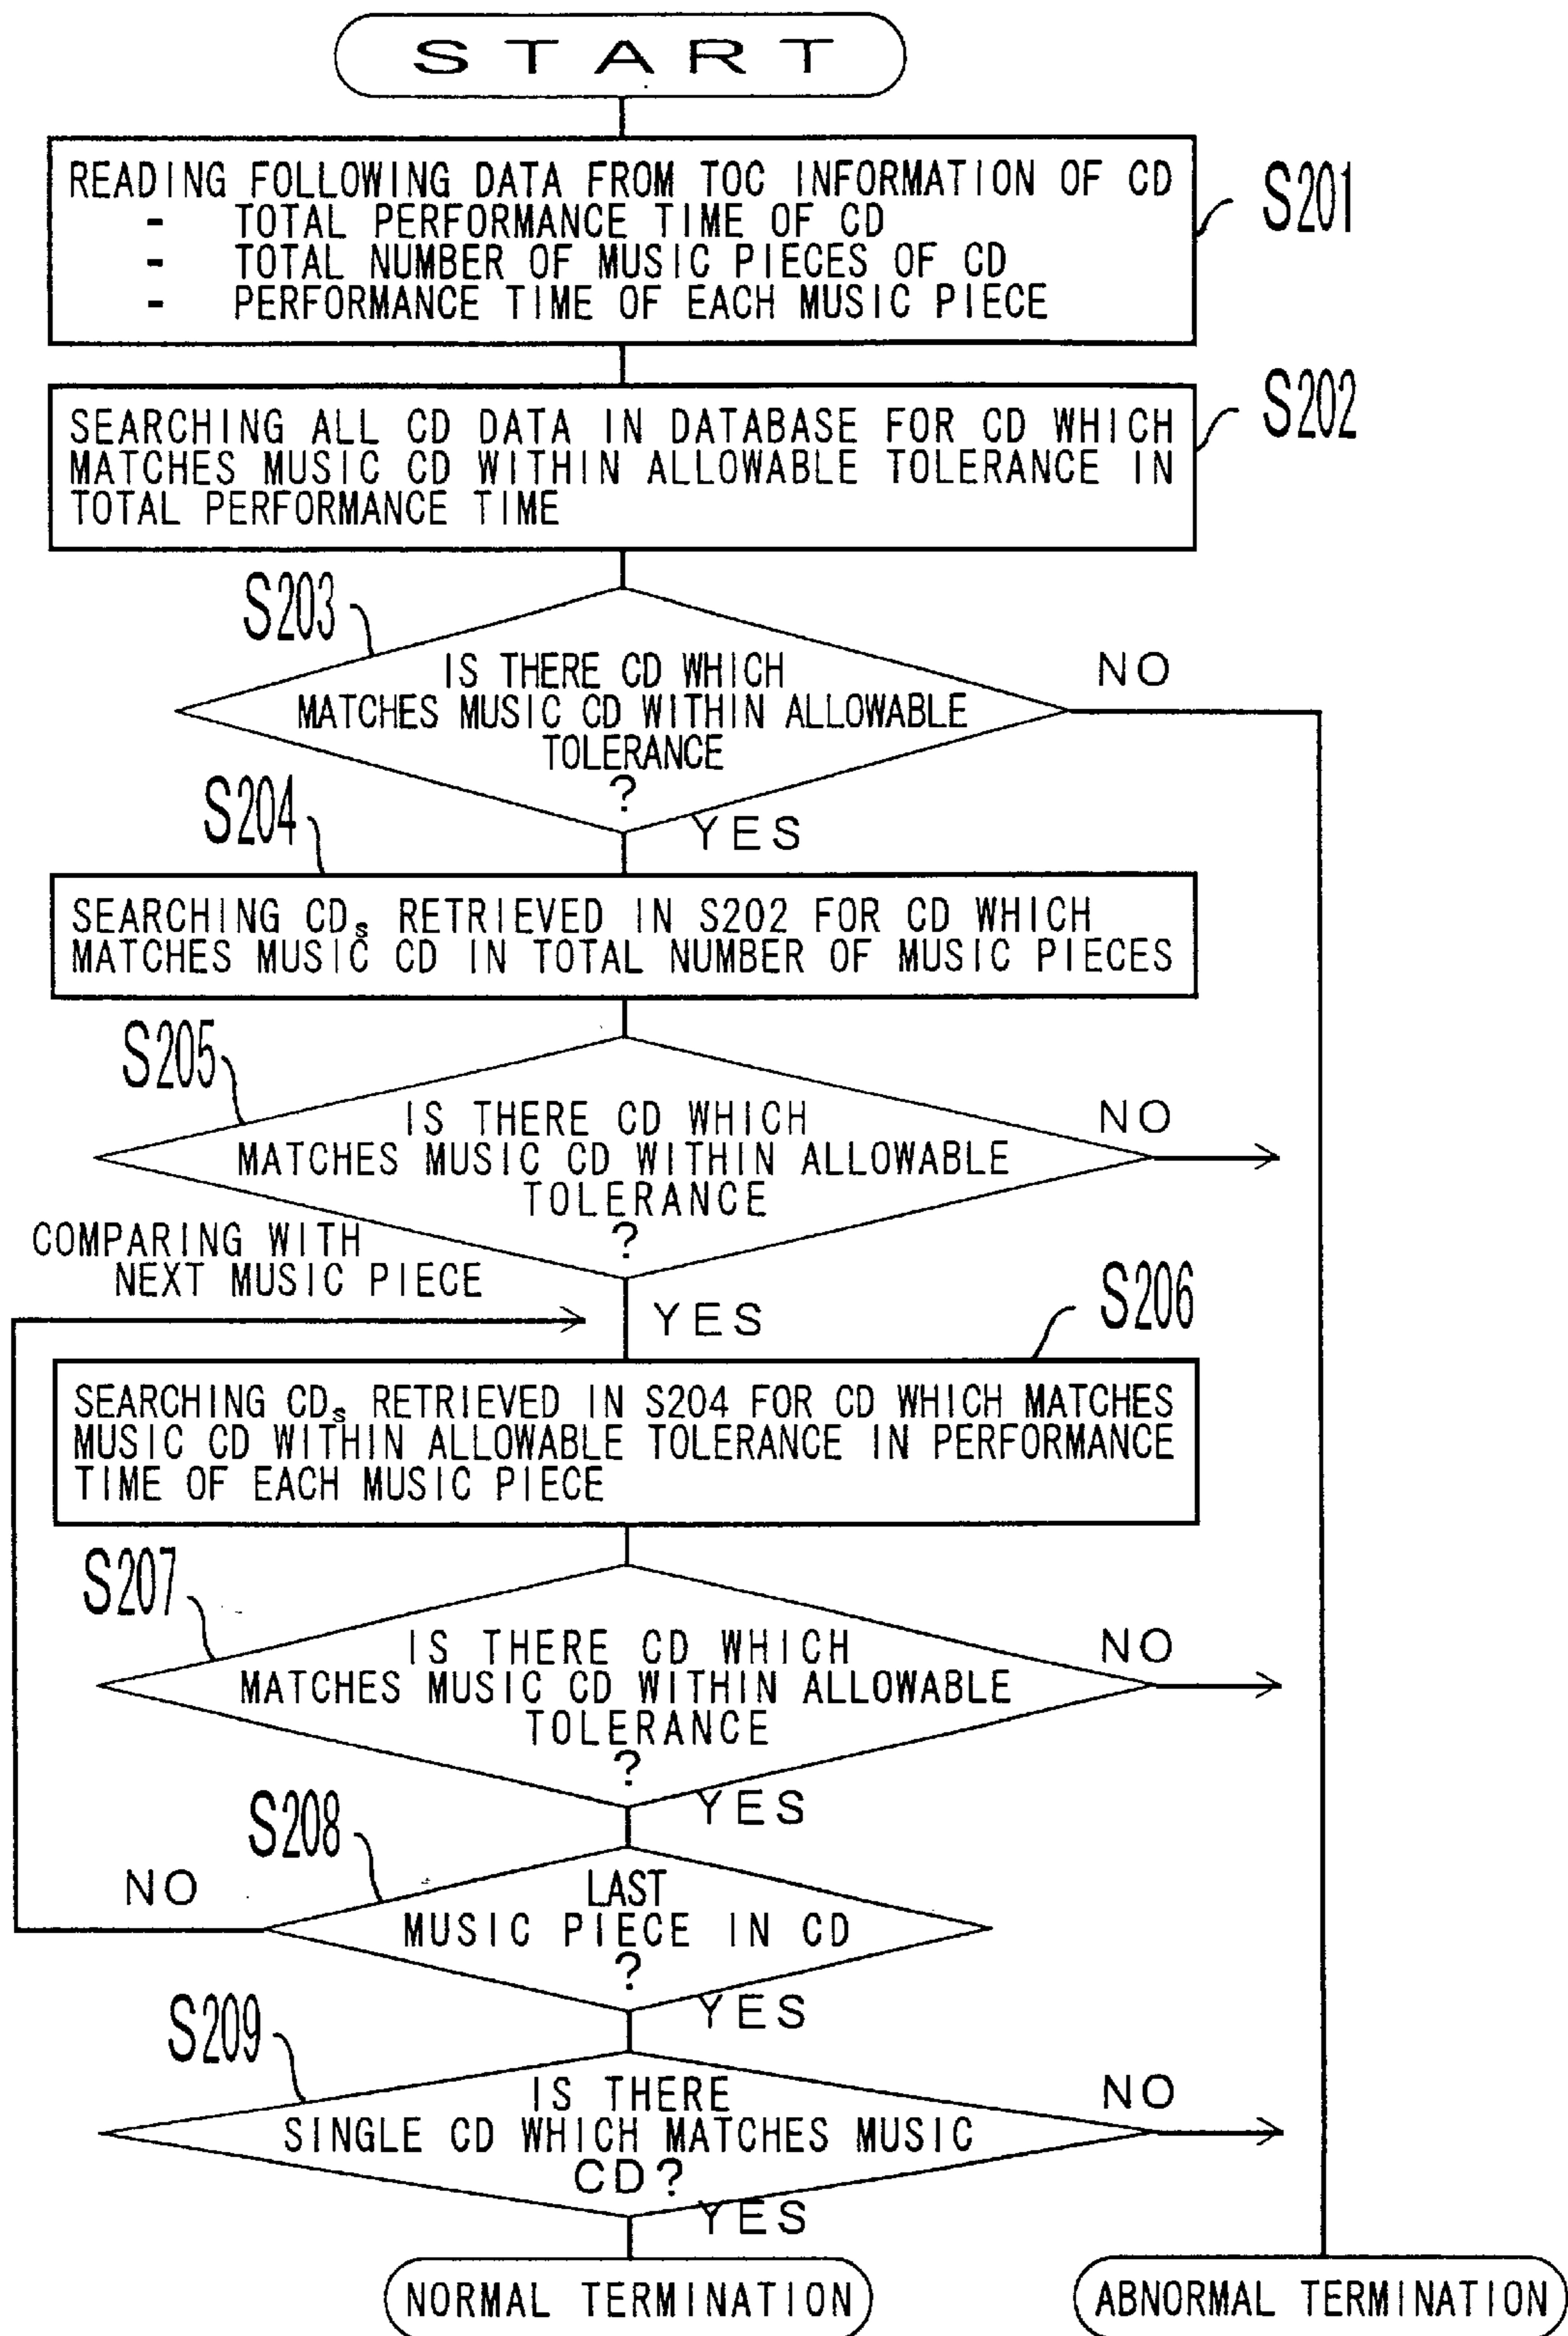 START
READING FOLLOWING DATA FROM TOC INFORMATION OF CD
- TOTAL PERFORMANCE TIME OF CD
- TOTAL NUMBER OF MUSIC PIECES OF CD
- PERFORMANCE TIME OF EACH MUSIC PIECE
S201
SEARCHING ALL CD DATA IN DATABASE FOR CD WHICH
MATCHES MUSIC CD WITHIN ALLOWABLE TOLERANCE IN
TOTAL PERFORMANCE TIME
S202
S203
IS THERE CD WHICH
MATCHES MUSIC CD WITHIN ALLOWABLE
TOLERANCE
?
NO
YES
S204
SEARCHING CDs RETRIEVED IN S202 FOR CD WHICH
MATCHES MUSIC CD IN TOTAL NUMBER OF MUSIC PIECES
S205
IS THERE CD WHICH
MATCHES MUSIC CD WITHIN ALLOWABLE
TOLERANCE
?
NO
COMPARING WITH
NEXT MUSIC PIECE
YES
S206
SEARCHING CDs RETRIEVED IN S204 FOR CD WHICH MATCHES
MUSIC CD WITHIN ALLOWABLE TOLERANCE IN PERFORMANCE
TIME OF EACH MUSIC PIECE
S207
IS THERE CD WHICH
MATCHES MUSIC CD WITHIN ALLOWABLE
TOLERANCE
?
NO
YES
S208
NO
LAST
MUSIC PIECE IN CD
?
YES
S209
IS THERE
SINGLE CD WHICH MATCHES MUSIC
CD?
NO
YES
NORMAL TERMINATION
ABNORMAL TERMINATION